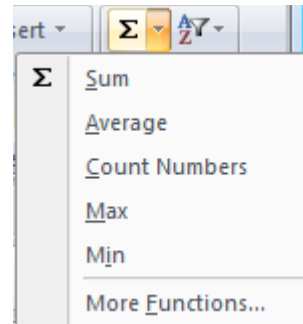 sert
Σ
A
Z
Σ Sum
Average
Count Numbers
Max
Min
More Functions...